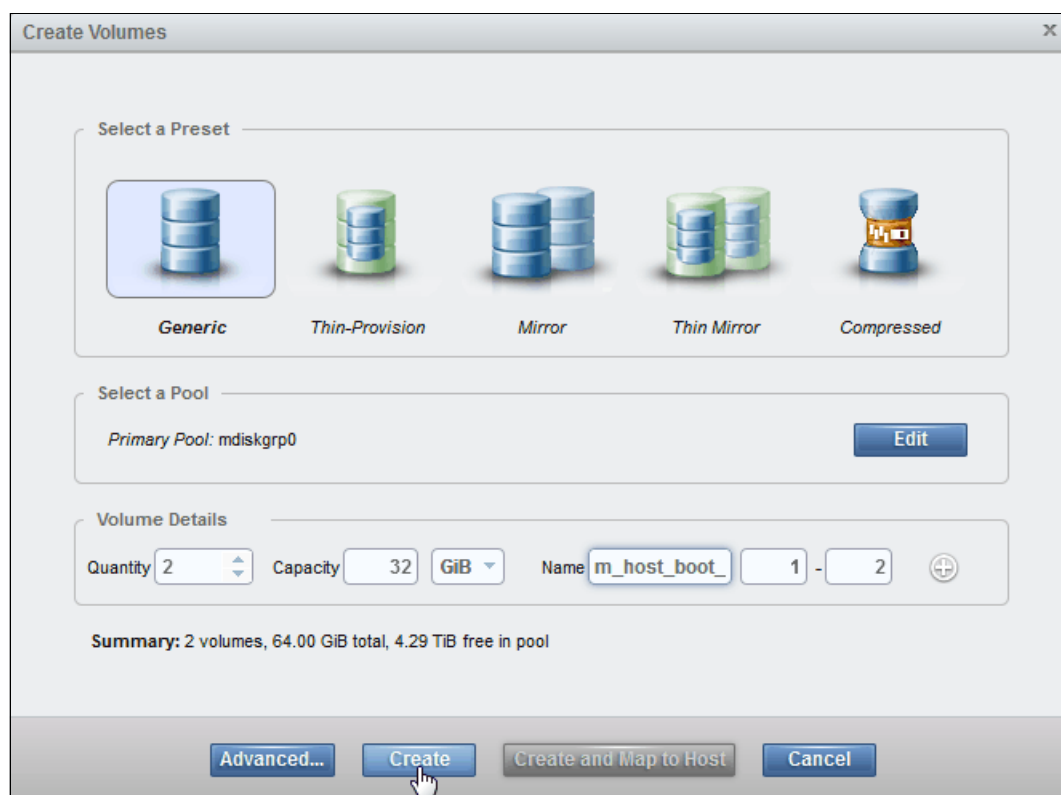 Create Volumes x
Select a Preset
Generic Thin-Provision Mirror Thin Mirror Compressed
Select a Pool
Primary Pool: mdiskgrp0 Edit
Volume Details
Quantity 2 Capacity 32 GiB Name m_host_boot_ 1 - 2
Summary: 2 volumes, 64.00 GiB total, 4.29 TiB free in pool
Advanced... Create Create and Map to Host Cancel